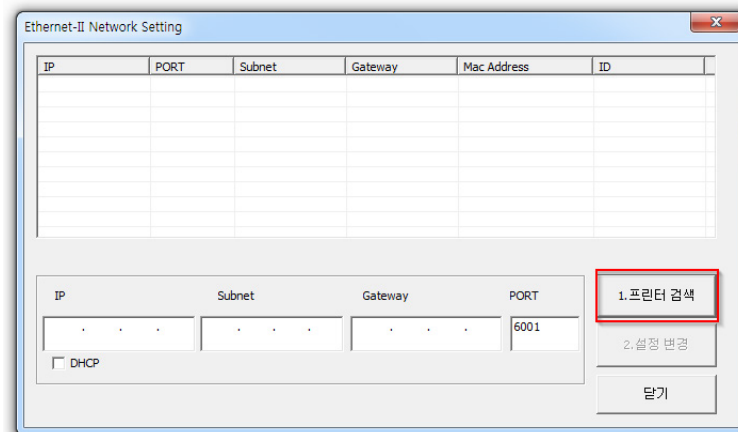 Ethernet-II Network Setting
IP PORT Subnet Gateway Mac Address ID
IP Subnet Gateway PORT
1.프린터 검색
. . . . . . . . . 6001
2.설정 변경
DHCP
닫기